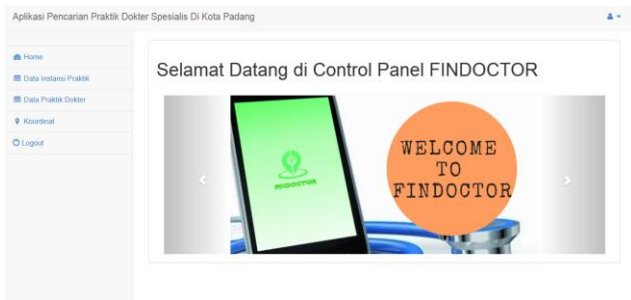 Aplikasi Pencarian Praktik Dokter Spesialis Di Kota Padang
Home
Data Instansi Praktik
Data Praktik Dokter
Koordinat
Logout
Selamat Datang di Control Panel FINDOCTOR
FINDOCTOR
WELCOME
TO
FINDOCTOR